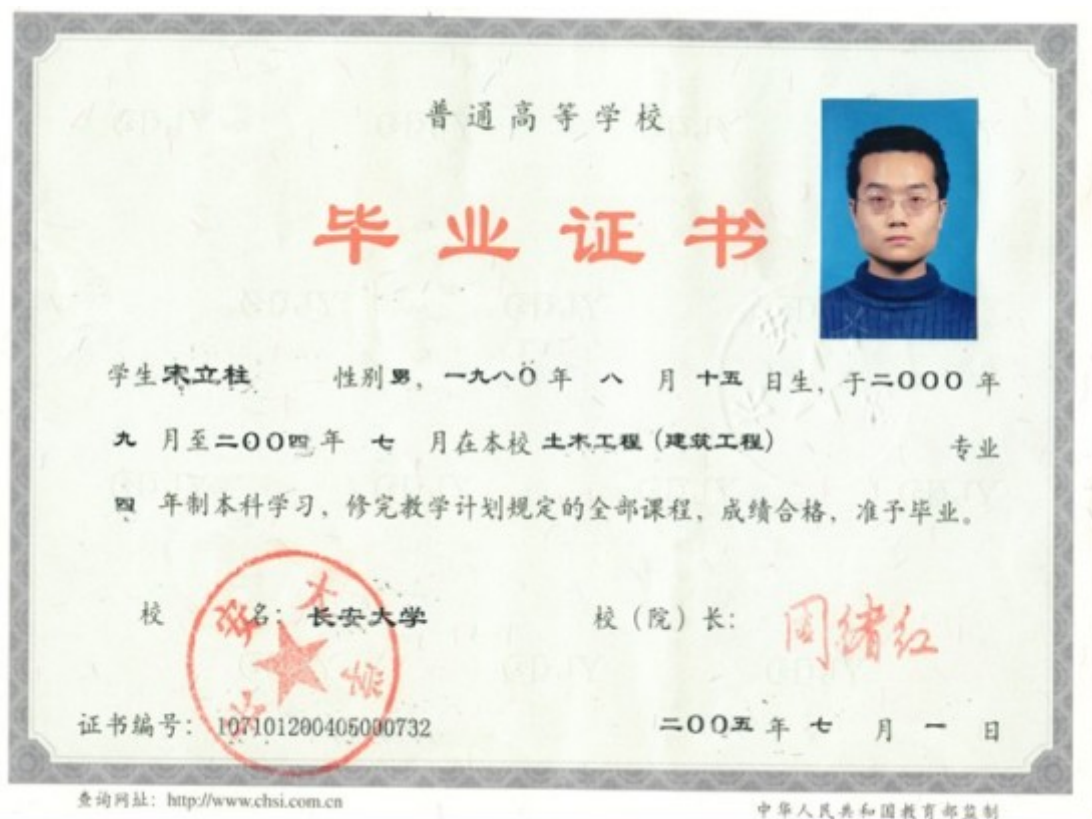 普通高等学校
毕业证书
学生宋立柱 性别男，一九八〇年 八 月 十五 日生，于二〇〇〇 年
九 月至二〇〇四 年 七 月在本校 土木工程（建筑工程） 专业
四 年制本科学习，修完教学计划规定的全部课程，成绩合格，准予毕业。
校 名：长安大学 校（院）长：周绪红
长安大学
证书编号：107101200405000732 二〇〇五 年 七 月 一 日
查询网址：http://www.chsi.com.cn 中华人民共和国教育部监制